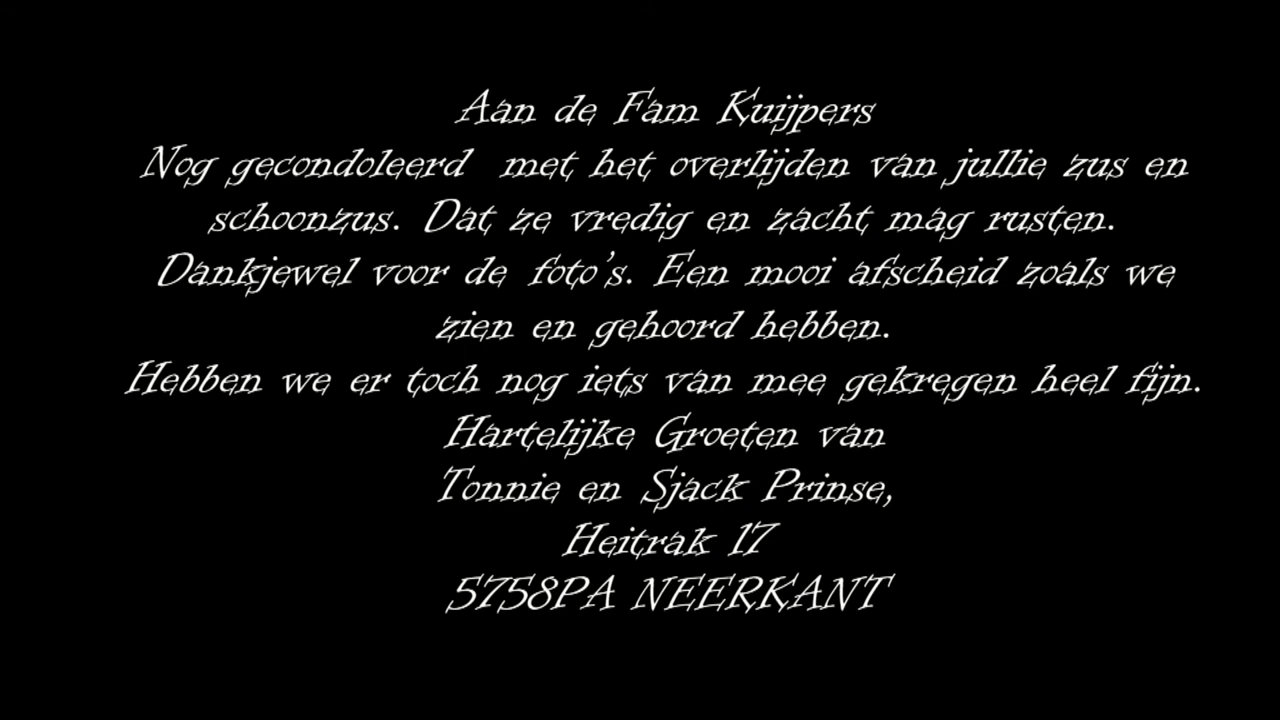 Aan de Fam Kuijpers
Nog gecondoleerd met het overlijden van jullie zus en
schoonzus. Dat ze vredig en zacht mag rusten.
Dankjewel voor de foto's. Een mooi afscheid zoals we
zien en gehoord hebben.
Hebben we er toch nog iets van mee gekregen heel fijn.
Hartelijke Groeten van
Tonnie en Sjack Prinse,
Heitrak 17
5758PA NEERKANT